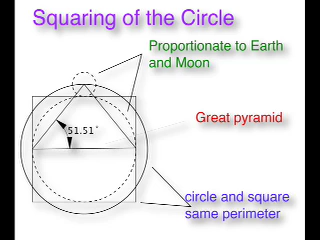 Squaring of the Circle
Proportionate to Earth
and Moon
Great pyramid
51.51°
circle and square
same perimeter